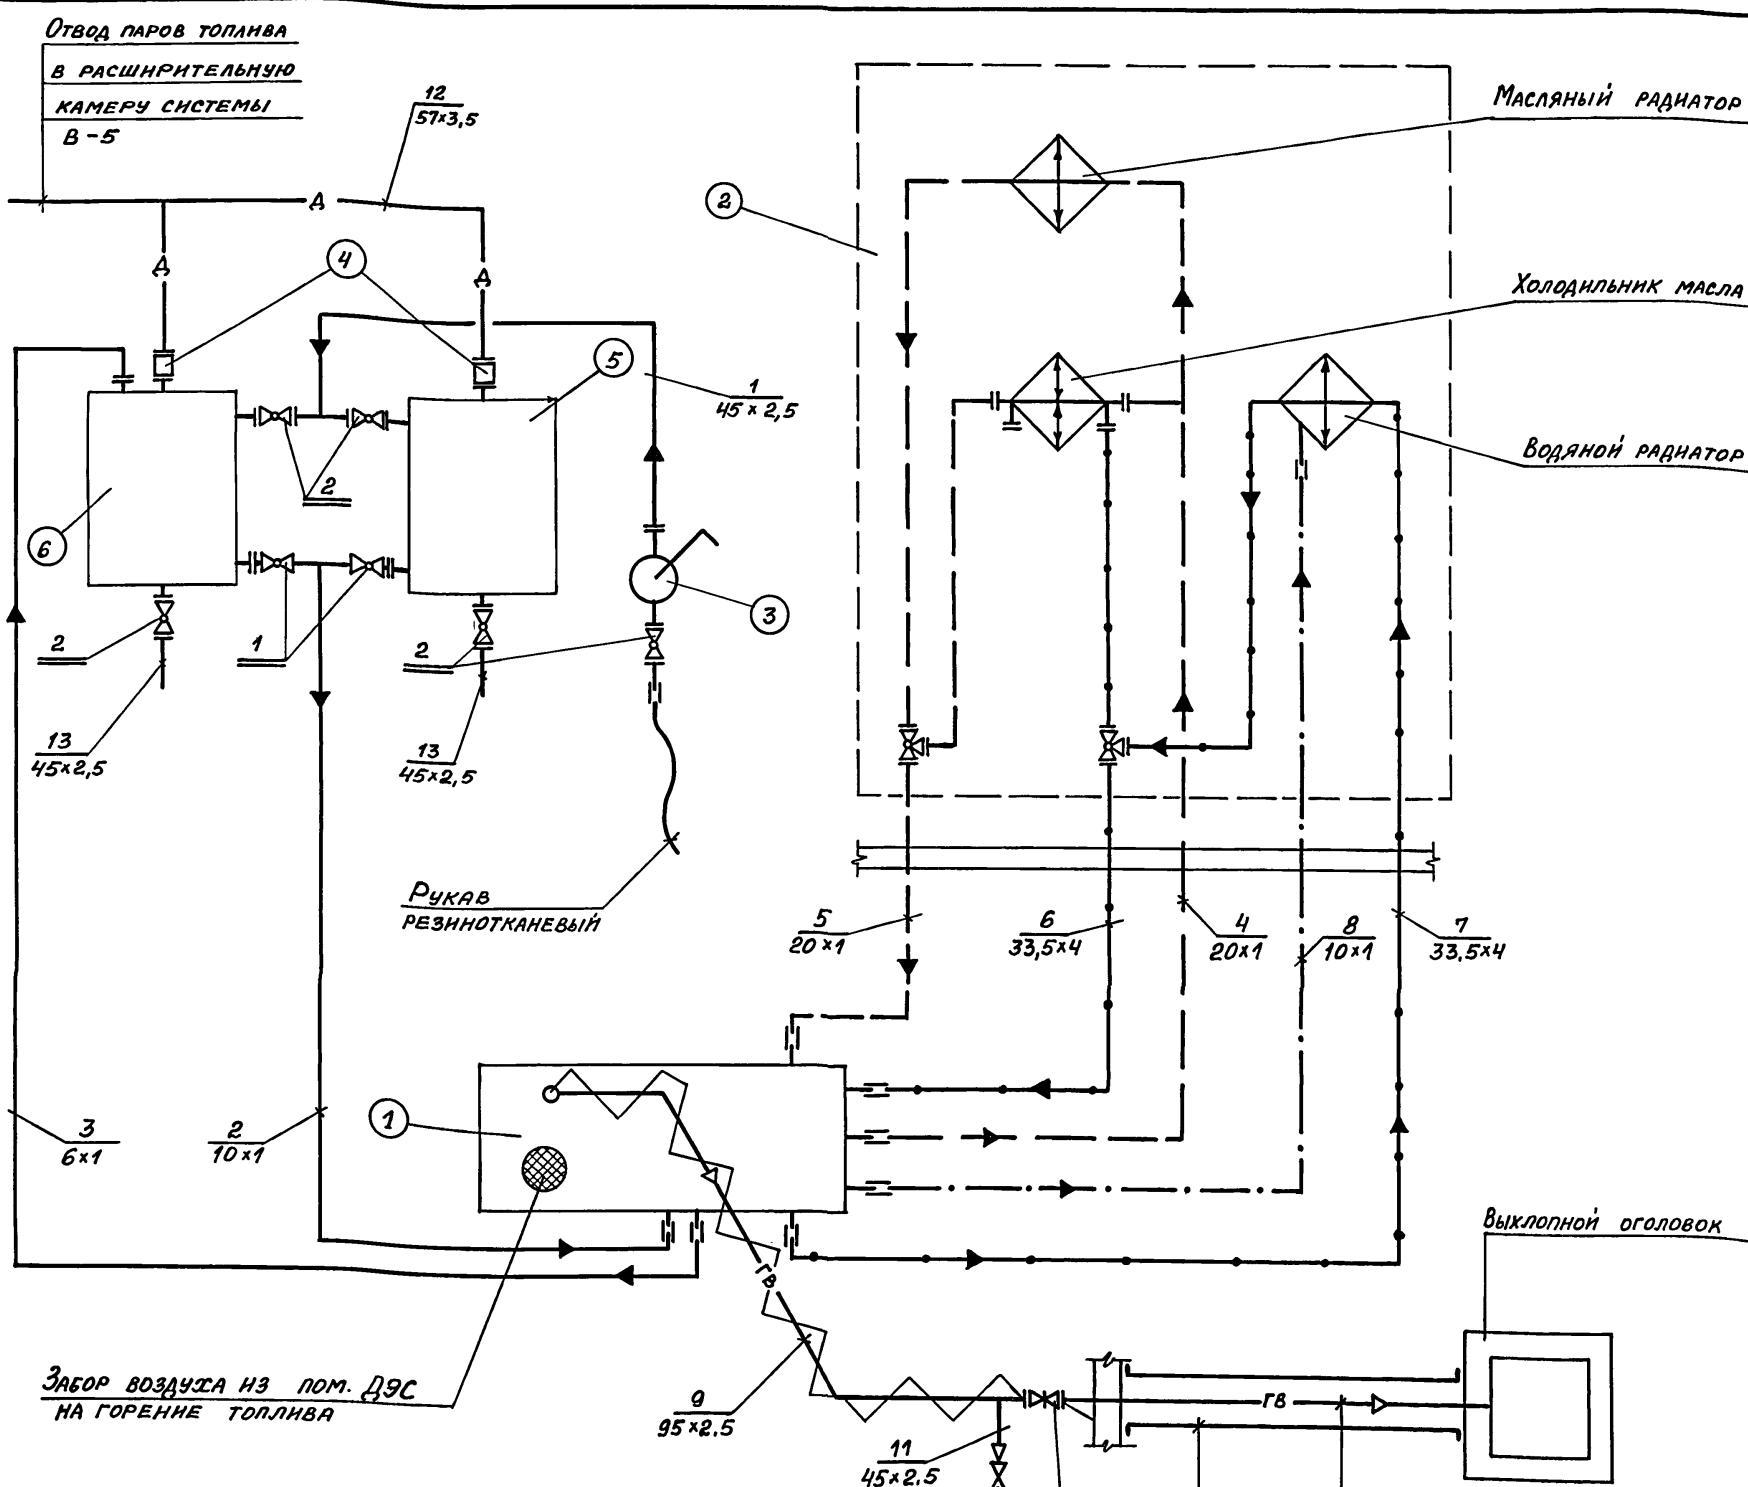 Отвод паров топлива
в расширительную
камеру системы
В-5
12
57×3,5
Д
Д
Д
4
2
Масляный радиатор
Холодильник масла
Водяной радиатор
5
1
45×2,5
2
6
3
2
1
2
13
45×2,5
13
45×2,5
Рукав
резинотканевый
5
20×1
6
33,5×4
4
20×1
8
10×1
7
33,5×4
1
3
6×1
2
10×1
ГВ
Выхлопной оголовок
Забор воздуха из пом. ДЭС
на горение топлива
9
95×2.5
ГВ
11
45×2.5